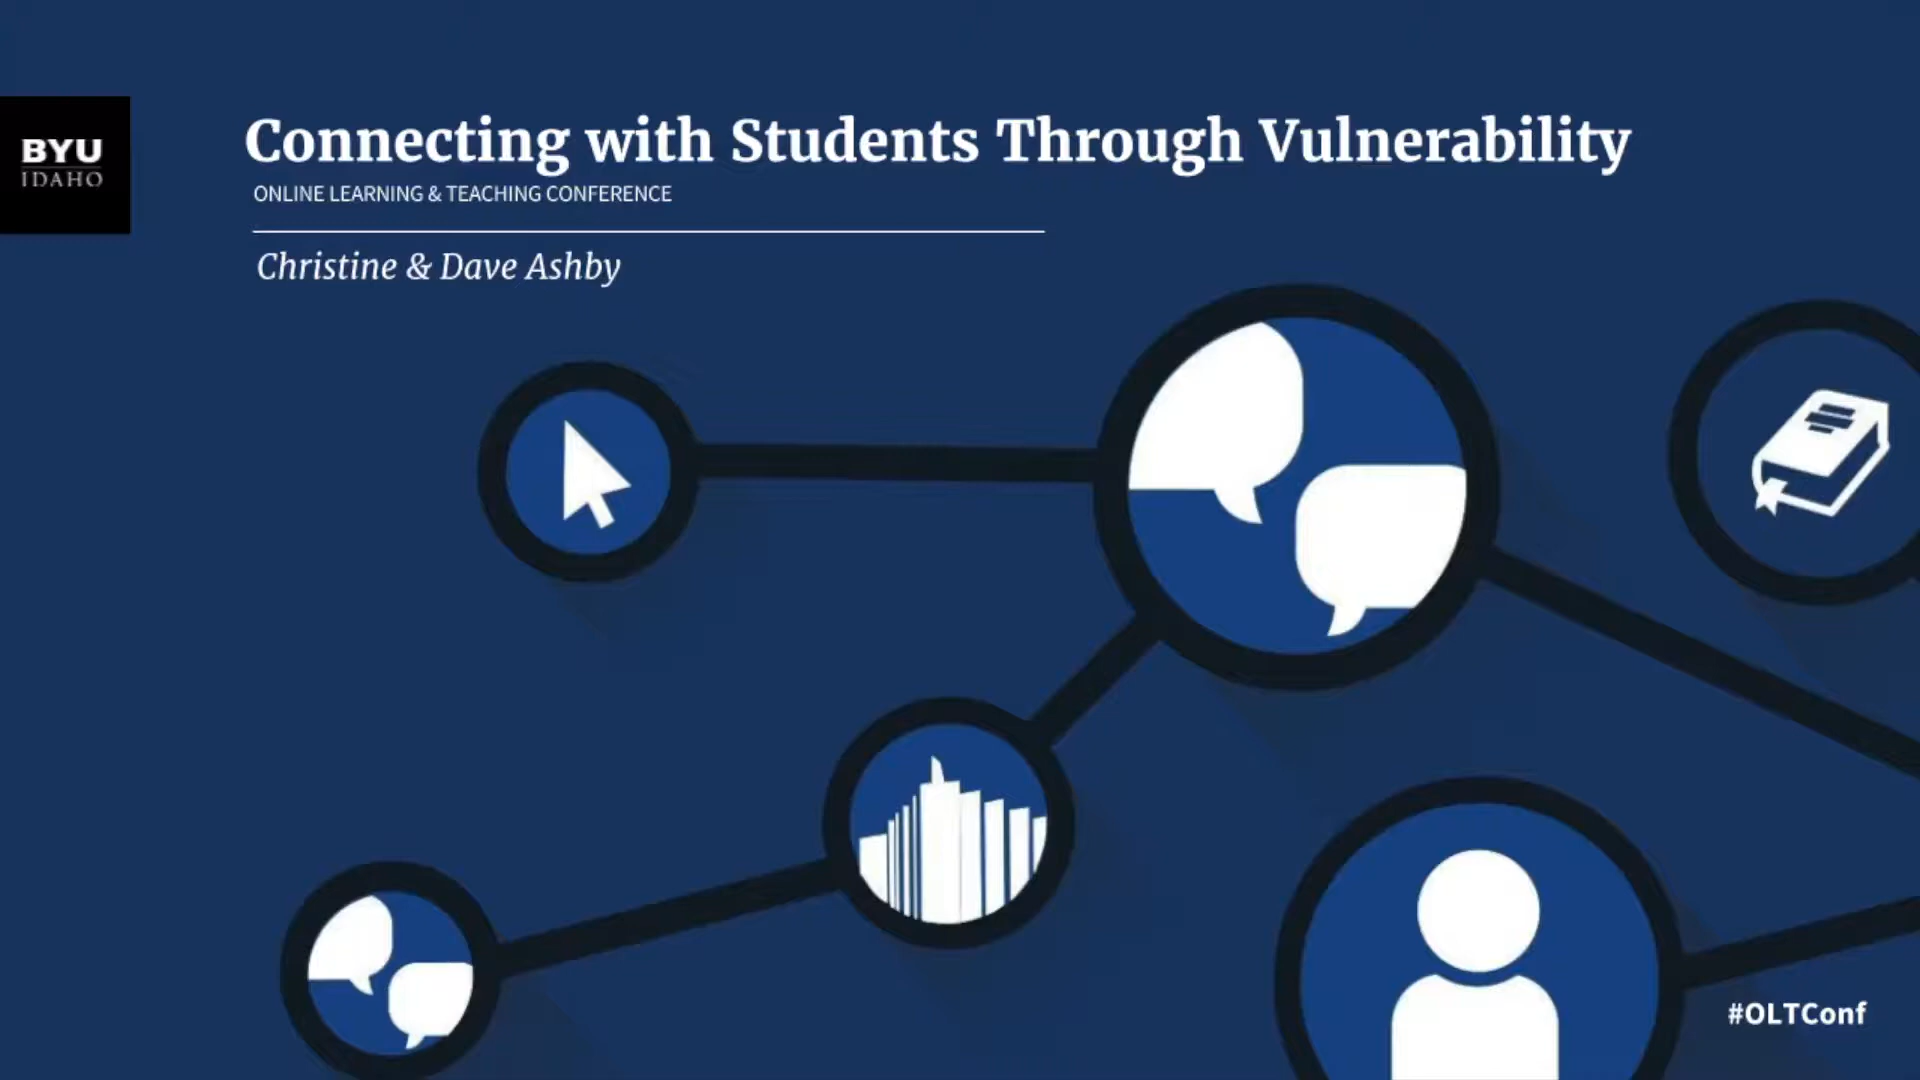 BYU
IDAHO
Connecting with Students Through Vulnerability
ONLINE LEARNING & TEACHING CONFERENCE
Christine & Dave Ashby
#OLTConf